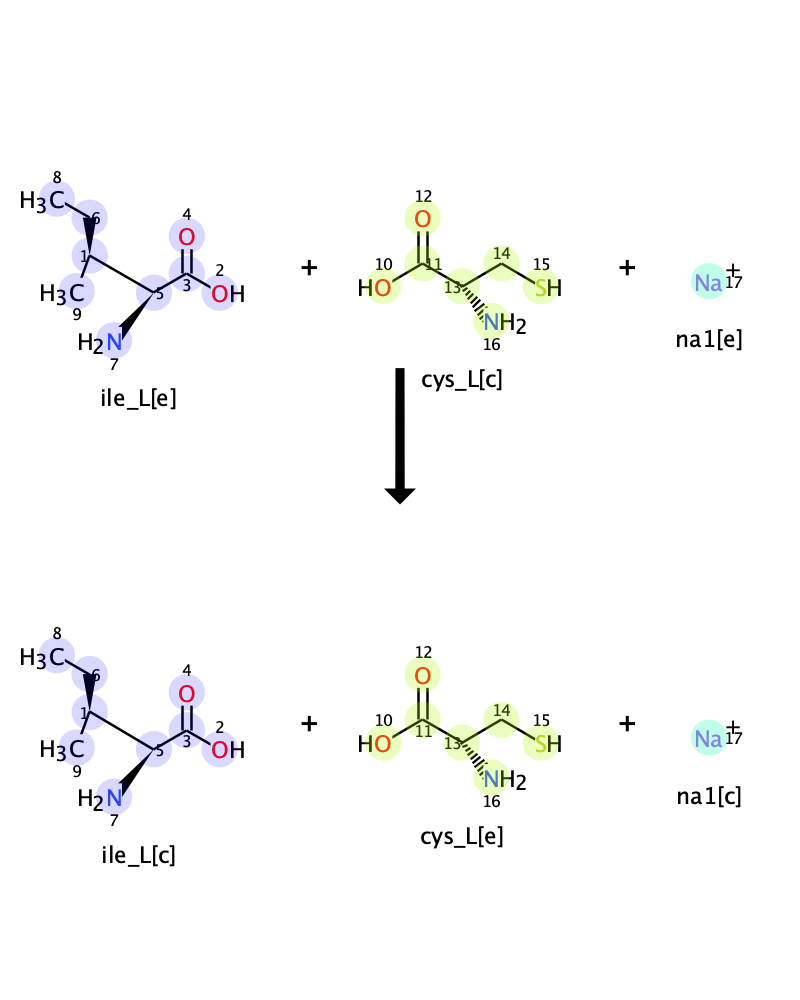 8
H3C
6
4
O
1
2
3
OH
H3C
5
9
H2N
7
ile_L[e]
+
12
O
10
11
14
15
HO
13
SH
NH2
16
cys_L[c]
+
Na+
17
na1[e]
8
H3C
6
4
O
1
2
3
OH
H3C
5
9
H2N
7
ile_L[c]
+
12
O
10
11
14
15
HO
13
SH
NH2
16
cys_L[e]
+
Na+
17
na1[c]